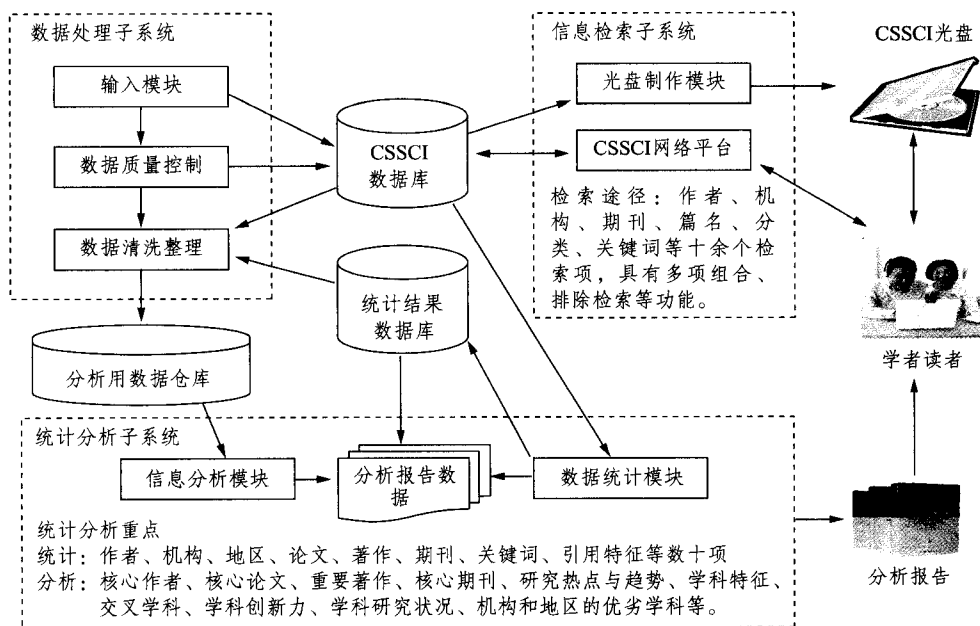 数据处理子系统
输入模块
数据质量控制
数据清洗整理
分析用数据仓库
CSSCI
数据库
统计结果
数据库
信息检索子系统
光盘制作模块
CSSCI网络平台
检索途径：作者、机
构、期刊、篇名、分
类、关键词等十余个检
索项，具有多项组合、
排除检索等功能。
CSSCI光盘
学者读者
统计分析子系统
信息分析模块
分析报告数
据
数据统计模块
统计分析重点
统计：作者、机构、地区、论文、著作、期刊、关键词、引用特征等数十项
分析：核心作者、核心论文、重要著作、核心期刊、研究热点与趋势、学科特征、
交叉学科、学科创新力、学科研究状况、机构和地区的优劣学科等。
分析报告